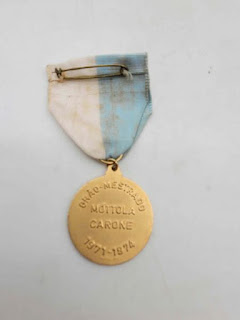 GRÃO-MESTRADO
MOTTOLA
CARONE
1971-1974